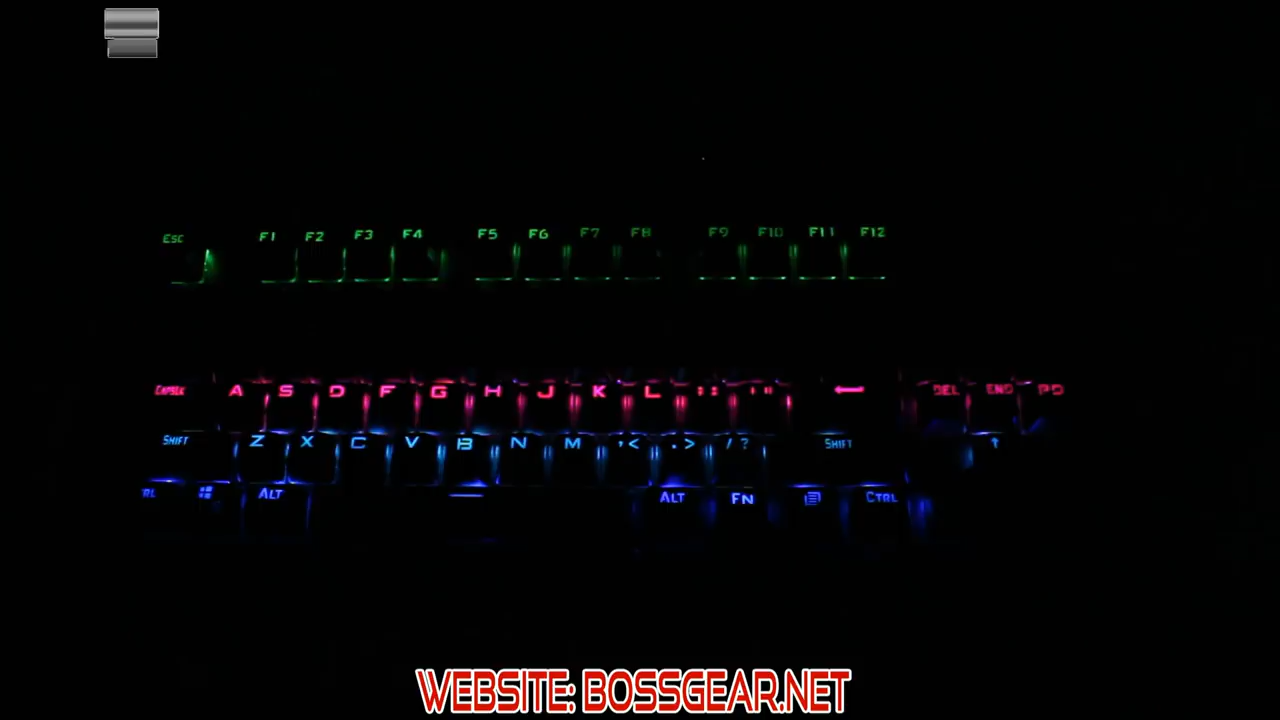 ESC F1 F2 F3 F4 F5 F6 F7 F8 F9 F10 F11 F12
CAPSLK A S D F G H J K L : ; " ' DEL END PD
SHIFT Z X C V B N M , < . > / ? SHIFT ↑
ALT ALT FN CTRL
WEBSITE: BOSSGEAR.NET